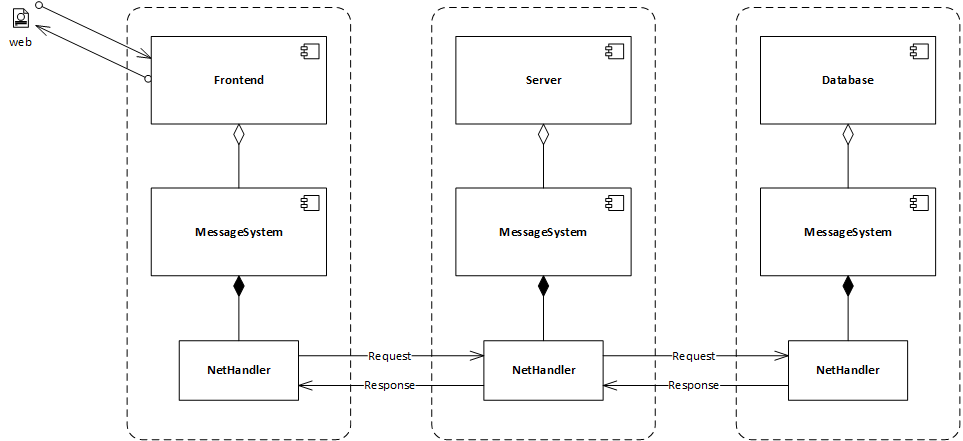 web
Frontend
Server
Database
MessageSystem
MessageSystem
MessageSystem
NetHandler
Request
Response
NetHandler
Request
Response
NetHandler